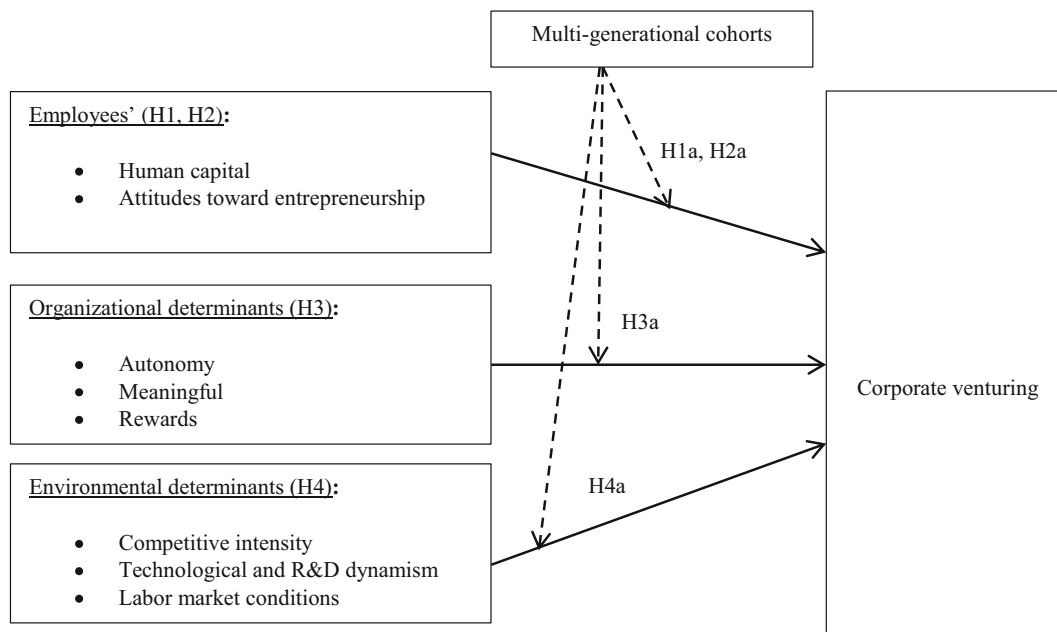 Multi-generational cohorts
Employees’ (H1, H2):
• Human capital
• Attitudes toward entrepreneurship
H1a, H2a
Organizational determinants (H3):
• Autonomy
• Meaningful
• Rewards
H3a
Corporate venturing
Environmental determinants (H4):
• Competitive intensity
• Technological and R&D dynamism
• Labor market conditions
H4a